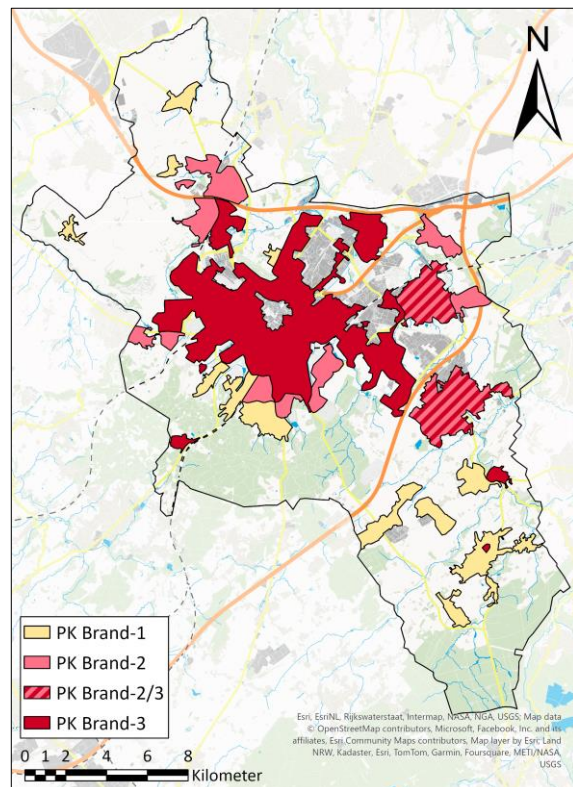 N
PK Brand-1
PK Brand-2
PK Brand-2/3
PK Brand-3
0 1 2 4 6 8
Kilometer
Esri, EsriNL, Rijkswaterstaat, Intermap, NASA, NGA, USGS; Map data
© OpenStreetMap contributors, Microsoft, Facebook, Inc. and its
affiliates, Esri Community Maps contributors, Map layer by Esri; Land
NRW, Kadaster, Esri, TomTom, Garmin, Foursquare, METI/NASA,
USGS